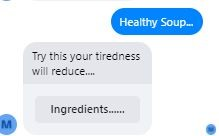 Healthy Soup...
Try this your tiredness
will reduce....
Ingredients......
M